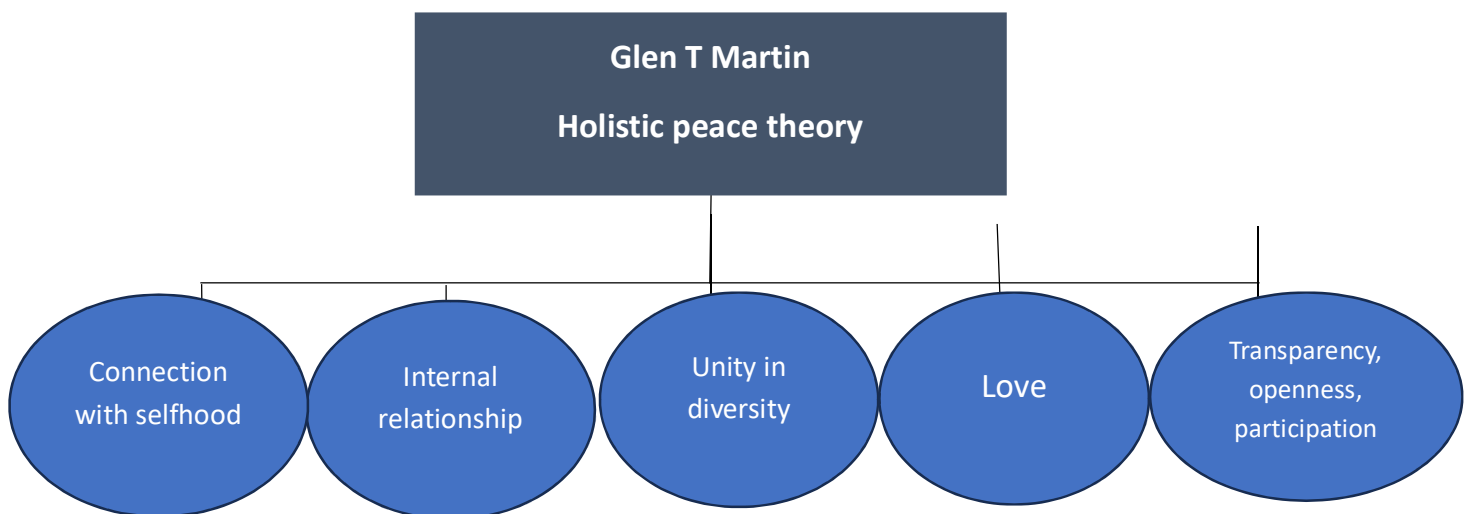 Glen T Martin
Holistic peace theory
Connection
with selfhood
Internal
relationship
Unity in
diversity
Love
Transparency,
openness,
participation